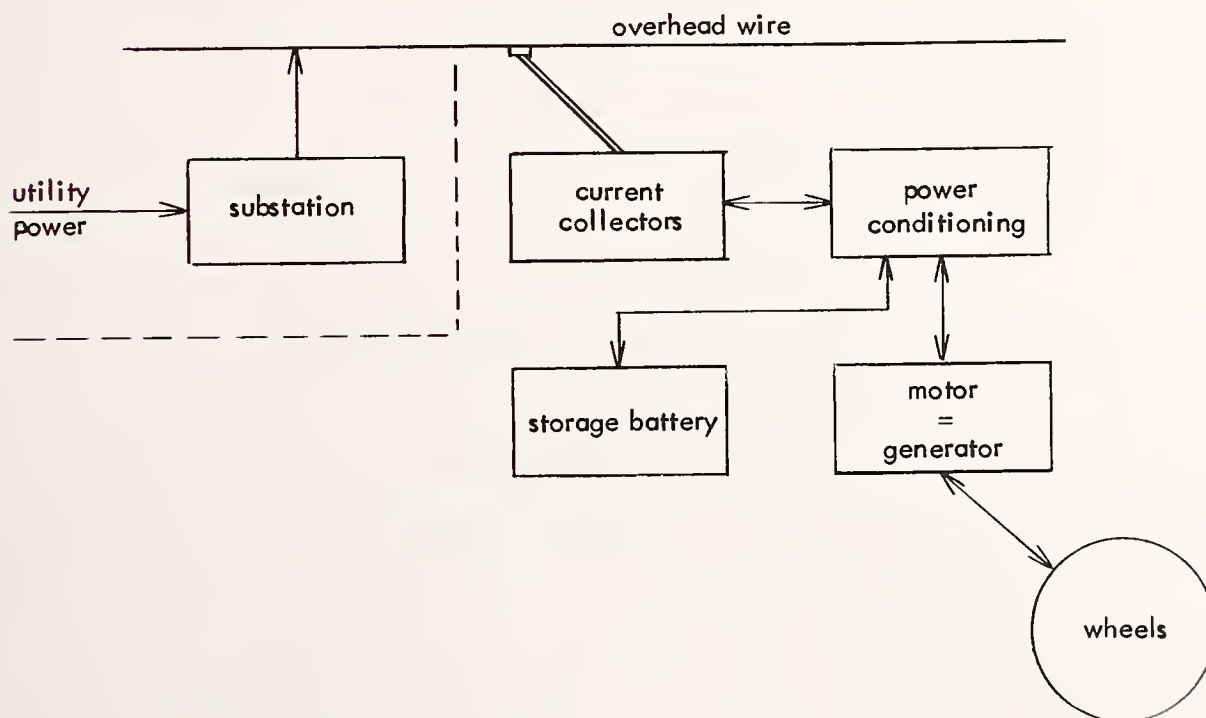 overhead wire
utility
power
substation
current
collectors
power
conditioning
storage battery
motor
=
generator
wheels